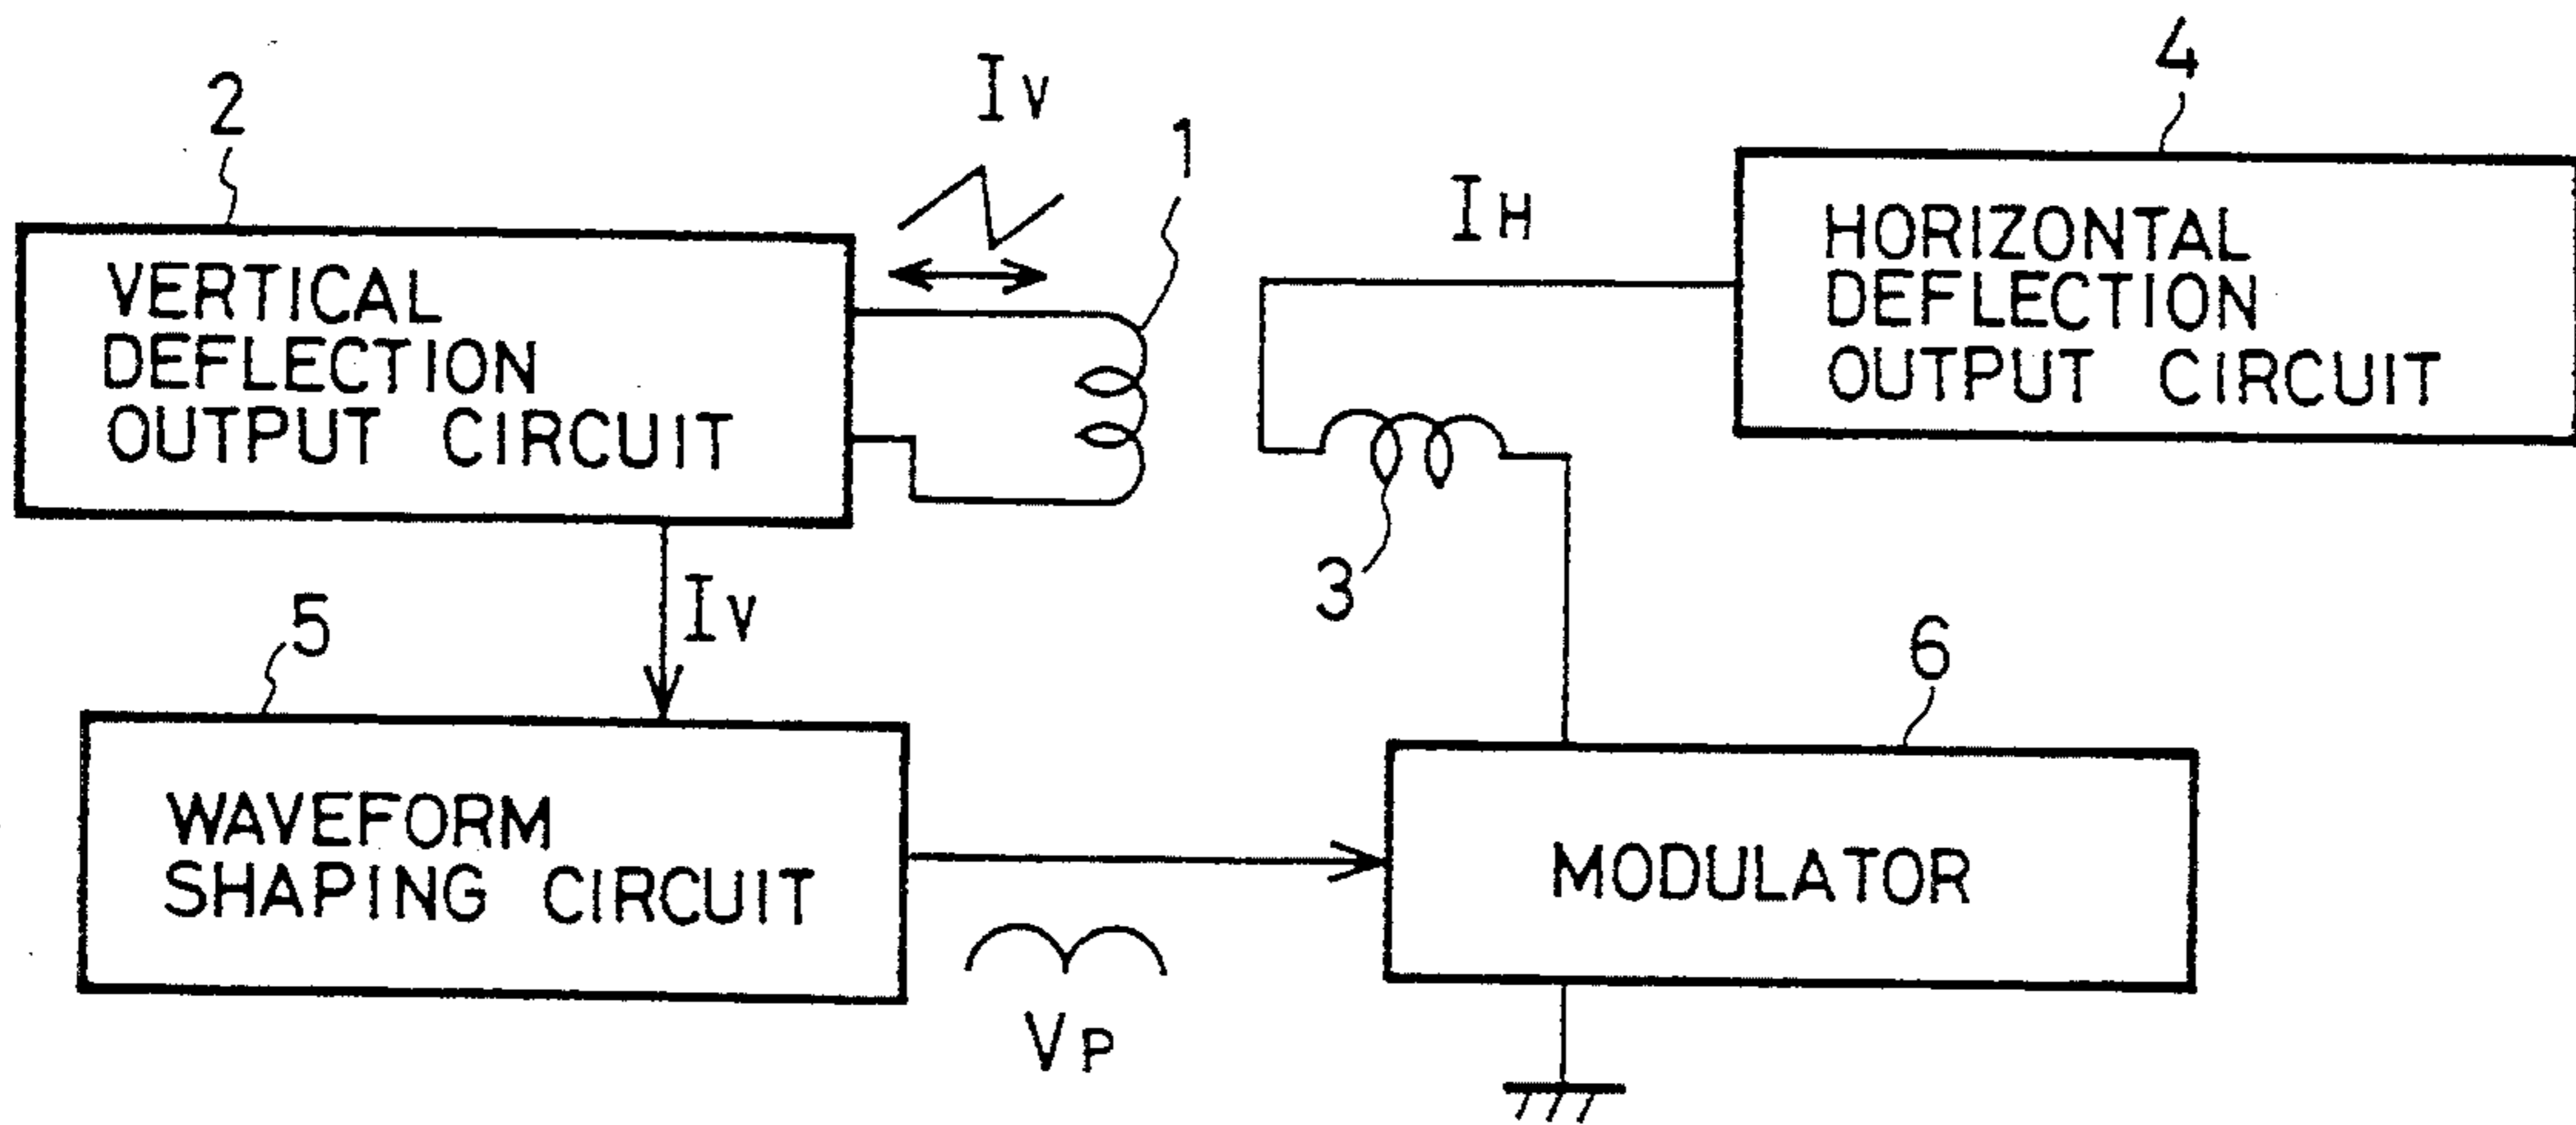 2
Iv
1
4
VERTICAL
DEFLECTION
OUTPUT CIRCUIT
IH
HORIZONTAL
DEFLECTION
OUTPUT CIRCUIT
3
Iv
5
6
WAVEFORM
SHAPING CIRCUIT
MODULATOR
VP